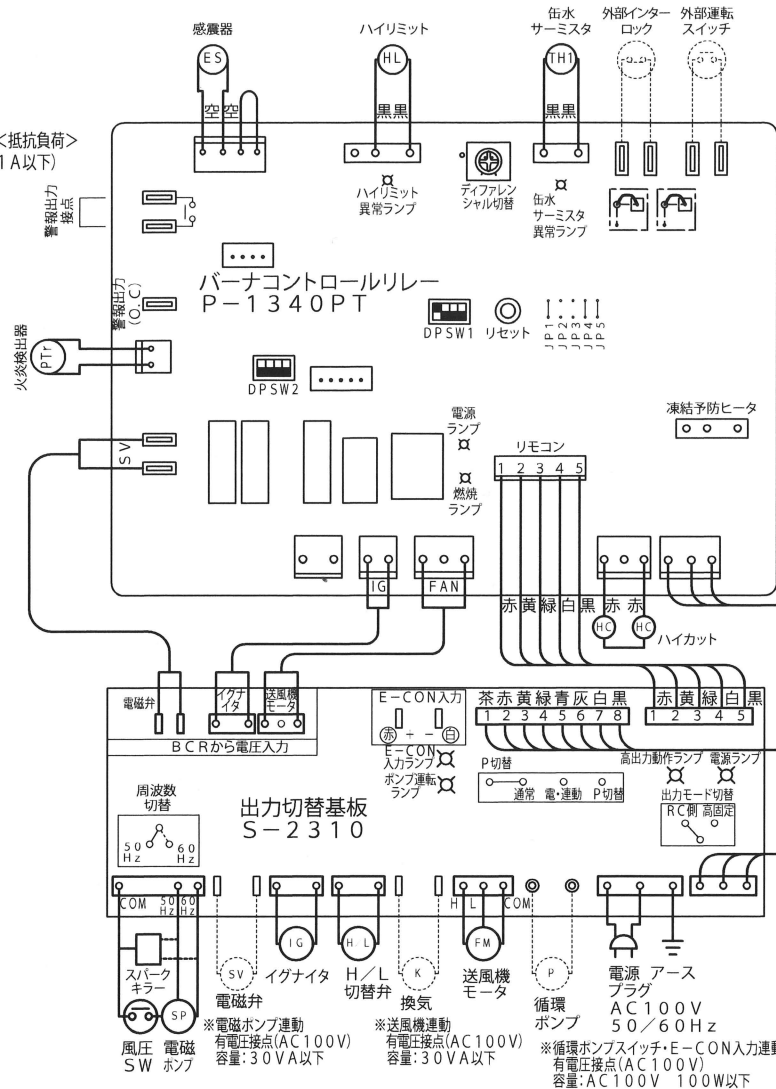 感震器
ハイリミット
缶水
サーミスタ
外部インター
ロック
外部運転
スイッチ
ES
HL
TH1
空 空
黒黒
黒黒
<抵抗負荷>
1A以下)
警報出力
接点
ハイリミット
異常ランプ
ディファレン
シャル切替
缶水
サーミスタ
異常ランプ
バーナコントロールリレー
P-1340PT
警報出力
(O.C)
DPSW1
リセット
JP1
JP2
JP3
JP4
JP5
火炎検出器
PTr
DPSW2
凍結予防ヒータ
電源
ランプ
リモコン
SV
1 2 3 4 5
燃焼
ランプ
IG
FAN
赤黄緑白黒
赤 赤
HC
HC
ハイカット
電磁弁
イグナ
イタ
送風機
モータ
BCRから電圧入力
E-CON入力
赤 + - 白
E-CON
入力ランプ
ポンプ運転
ランプ
茶赤黄緑青灰白黒
1 2 3 4 5 6 7 8
赤 黄 緑 白 黒
1 2 3 4 5
高出力動作ランプ
電源ランプ
P切替
通常 電・連動 P切替
出力モード切替
RC側 高固定
周波数
切替
50
Hz
60
Hz
出力切替基板
S-2310
COM
50
Hz
60
Hz
H L COM
スパーク
キラー
SV
IG
H/L
K
FM
P
SP
電磁弁
イグナイタ
H/L
切替弁
換気
送風機
モータ
循環
ポンプ
電源
プラグ
アース
AC100V
50/60Hz
風圧
SW
電磁
ポンプ
※電磁ポンプ連動
有電圧接点(AC100V)
容量:30VA以下
※送風機連動
有電圧接点(AC100V)
容量:30VA以下
※循環ポンプスイッチ・E-CON入力連動
有電圧接点(AC100V)
容量:AC100V 100W以下